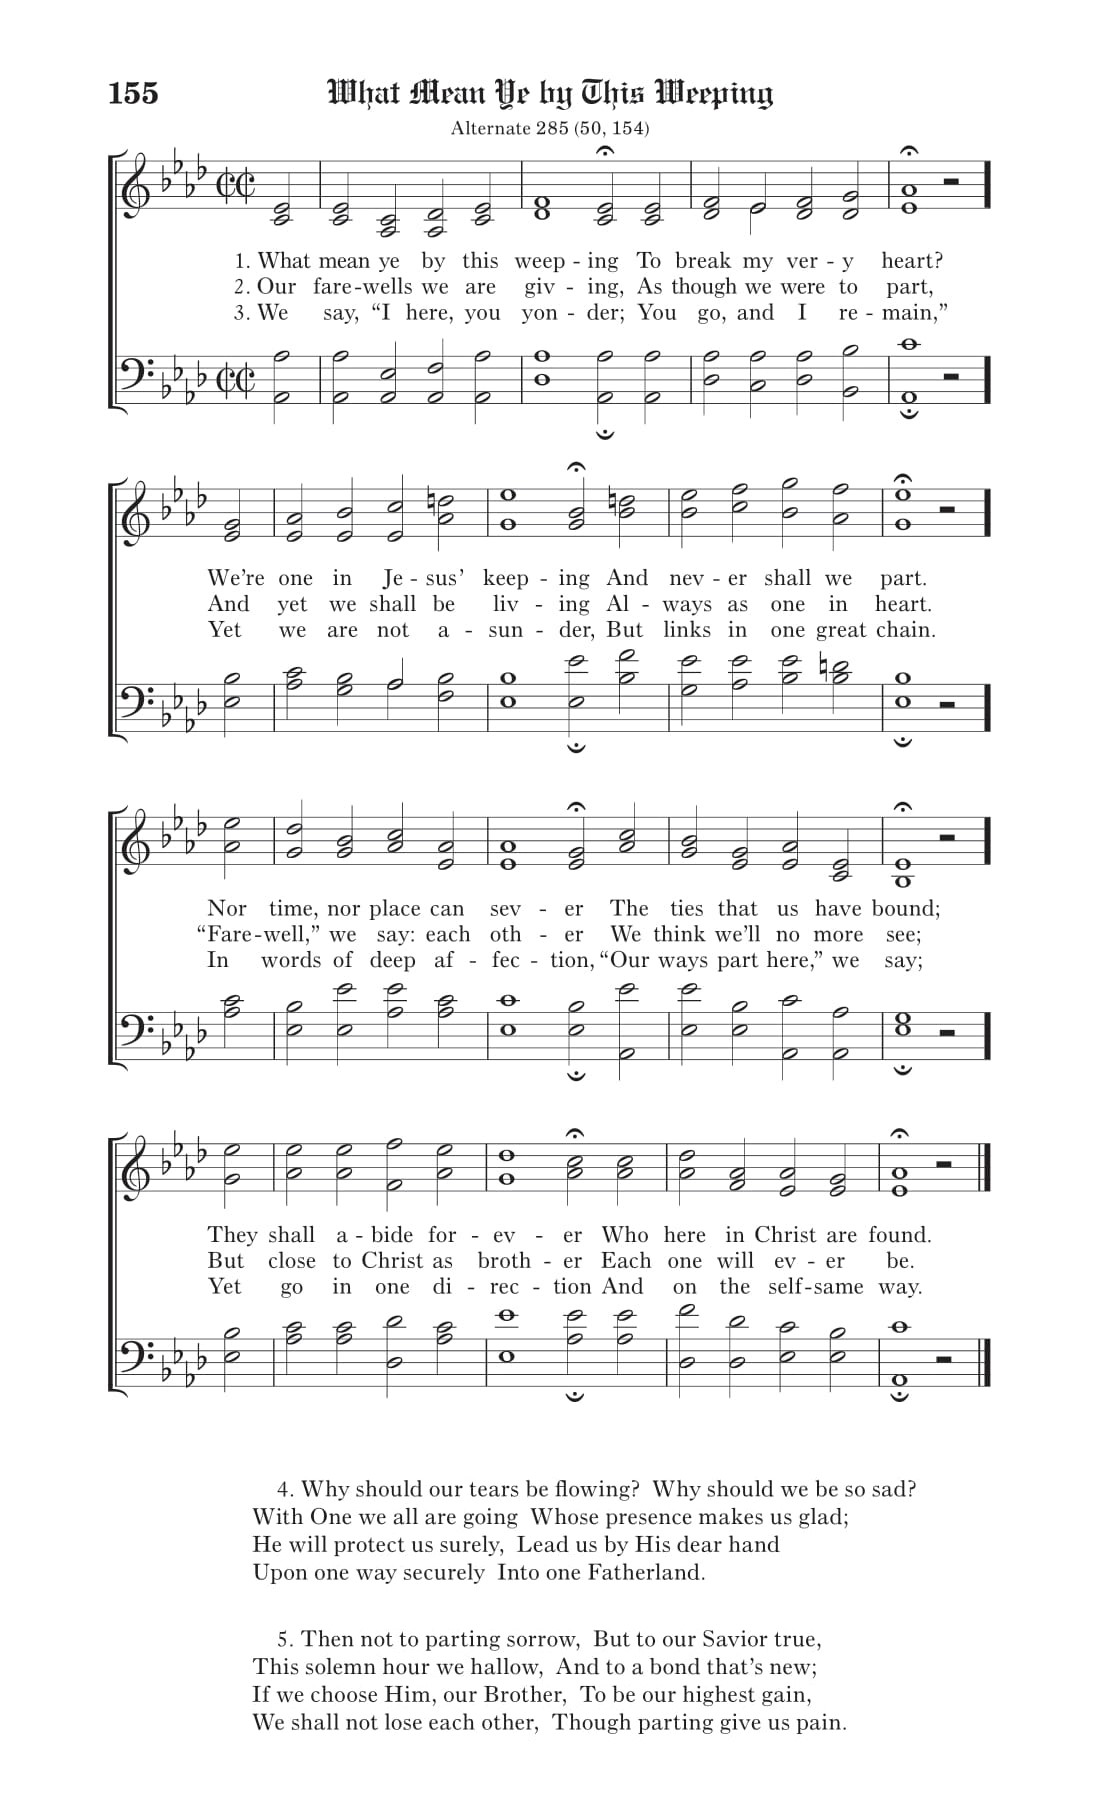 155 What Mean Ye by This Weeping
Alternate 285 (50, 154)
1. What mean ye by this weep - ing To break my ver - y heart?
2. Our fare - wells we are giv - ing, As though we were to part,
3. We say, “I here, you yon - der; You go, and I re - main,”
We’re one in Je - sus’ keep - ing And nev - er shall we part.
And yet we shall be liv - ing Al - ways as one in heart.
Yet we are not a - sun - der, But links in one great chain.
Nor time, nor place can sev - er The ties that us have bound;
“Fare - well,” we say: each oth - er We think we’ll no more see;
In words of deep af - fec - tion, “Our ways part here,” we say;
They shall a - bide for - ev - er Who here in Christ are found.
But close to Christ as broth - er Each one will ev - er be.
Yet go in one di - rec - tion And on the self - same way.
4. Why should our tears be flowing? Why should we be so sad?
With One we all are going Whose presence makes us glad;
He will protect us surely, Lead us by His dear hand
Upon one way securely Into one Fatherland.
5. Then not to parting sorrow, But to our Savior true,
This solemn hour we hallow, And to a bond that’s new;
If we choose Him, our Brother, To be our highest gain,
We shall not lose each other, Though parting give us pain.